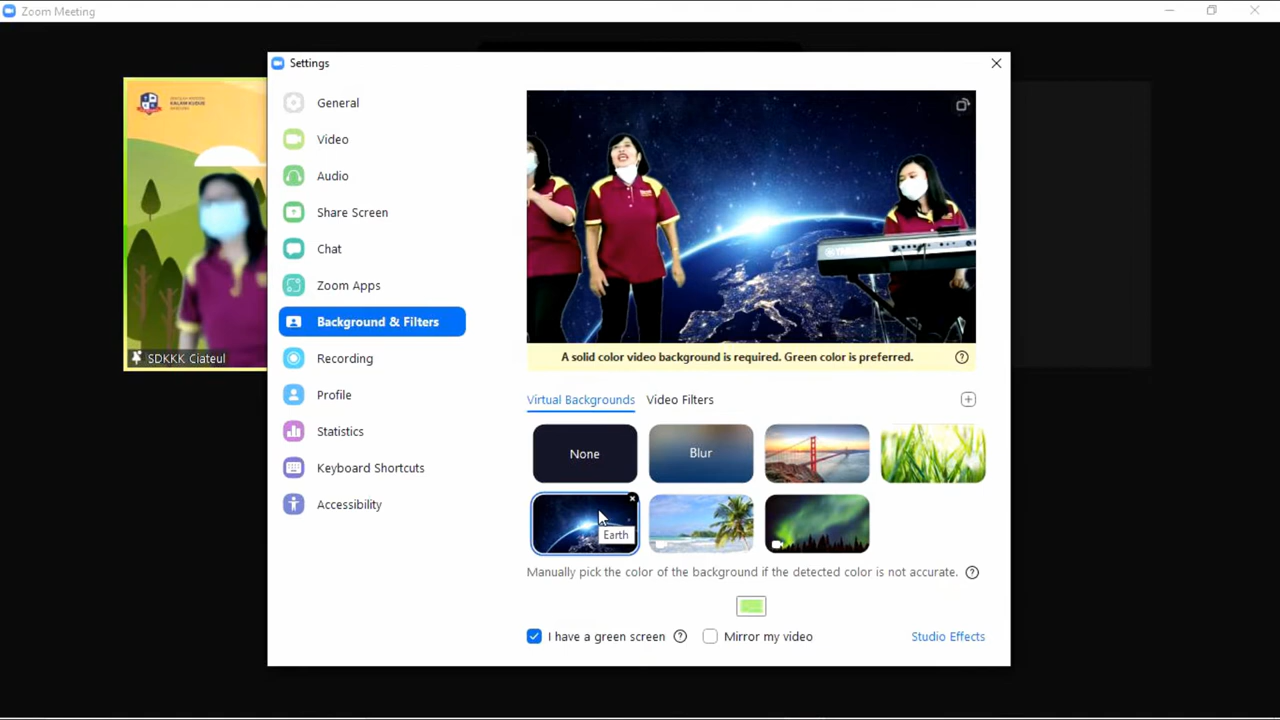 Zoom Meeting
Settings
General
Video
Audio
Share Screen
Chat
Zoom Apps
Background & Filters
Recording
Profile
Statistics
Keyboard Shortcuts
Accessibility
KALAM KUDUS
SDKKK Ciateul
A solid color video background is required. Green color is preferred.
Virtual Backgrounds
Video Filters
None
Blur
Earth
Manually pick the color of the background if the detected color is not accurate.
I have a green screen
Mirror my video
Studio Effects